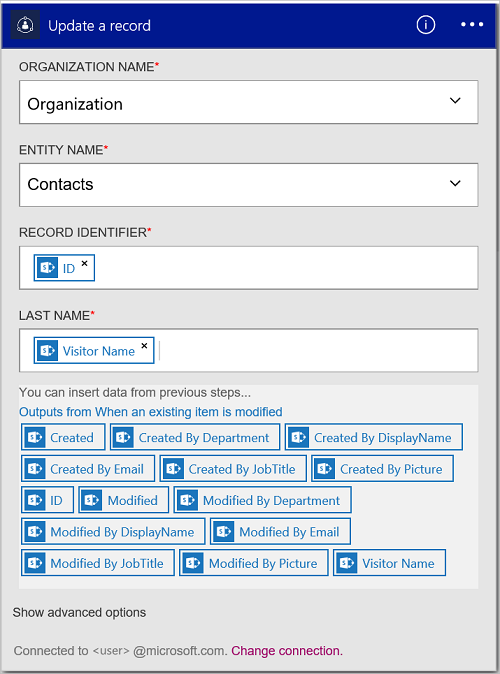 Update a record
ORGANIZATION NAME*
Organization
ENTITY NAME*
Contacts
RECORD IDENTIFIER*
ID ×
LAST NAME*
Visitor Name ×
You can insert data from previous steps...
Outputs from When an existing item is modified
Created Created By Department Created By DisplayName
Created By Email Created By JobTitle Created By Picture
ID Modified Modified By Department
Modified By DisplayName Modified By Email
Modified By JobTitle Modified By Picture Visitor Name
Show advanced options
Connected to <user> @microsoft.com. Change connection.